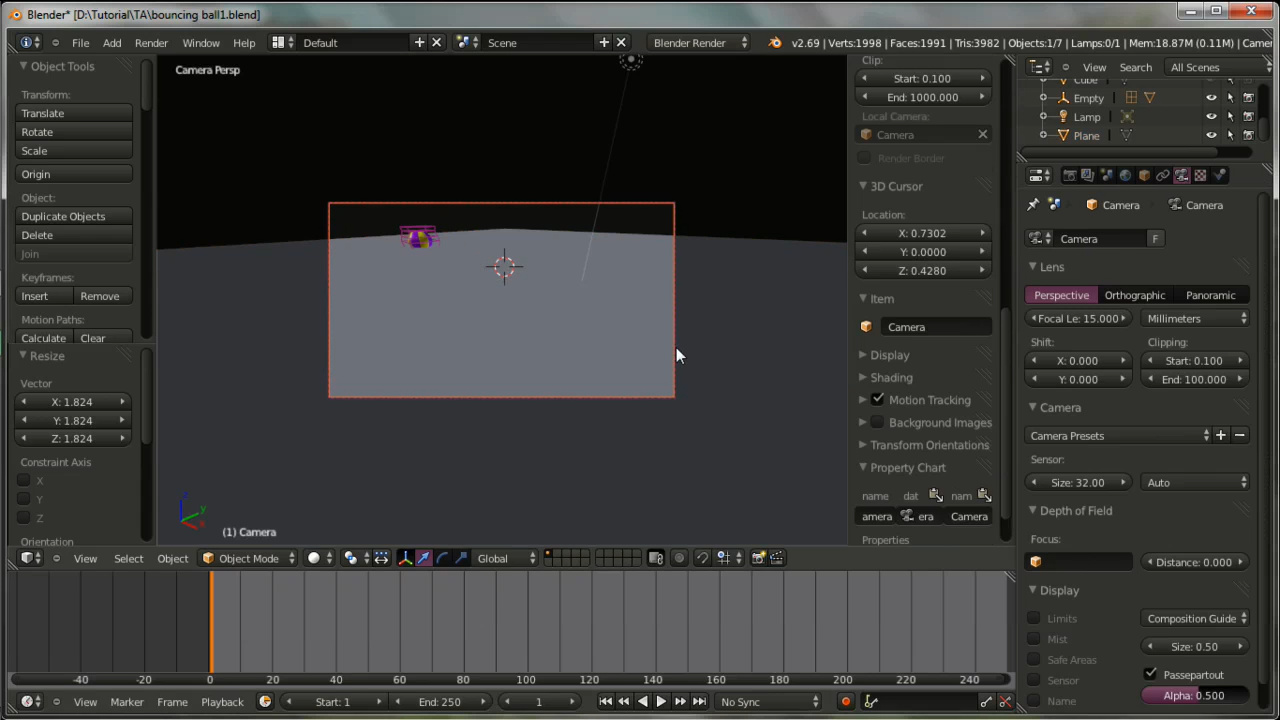 Blender* [D:\Tutorial\TA\bouncing ball1.blend]
File Add Render Window Help Default Scene Blender Render v2.69 | Verts:1998 | Faces:1991 | Tris:3982 | Objects:1/7 | Lamps:0/1 | Mem:18.87M (0.11M) | Camer
Object Tools
Transform:
Translate
Rotate
Scale
Origin
Object:
Duplicate Objects
Delete
Join
Keyframes:
Insert Remove
Motion Paths:
Calculate Clear
Resize
Vector
X: 1.824
Y: 1.824
Z: 1.824
Constraint Axis
X
Y
Z
Orientation
Camera Persp
(1) Camera
Clip:
Start: 0.100
End: 1000.000
Local Camera:
Camera
Render Border
3D Cursor
Location:
X: 0.7302
Y: 0.0000
Z: 0.4280
Item
Camera
Display
Shading
Motion Tracking
Background Images
Transform Orientations
Property Chart
name dat nam
amera era Camera
Properties
View Search All Scenes
Cube
Empty
Lamp
Plane
Camera Camera
Camera F
Lens
Perspective Orthographic Panoramic
Focal Le: 15.000 Millimeters
Shift: Clipping:
X: 0.000 Start: 0.100
Y: 0.000 End: 100.000
Camera
Camera Presets
Sensor:
Size: 32.00 Auto
Depth of Field
Focus:
Distance: 0.000
Display
Limits Composition Guide
Mist Size: 0.50
Safe Areas
Sensor Passepartout
Name Alpha: 0.500
View Select Object Object Mode Global
-40 -20 0 20 40 60 80 100 120 140 160 180 200 220 240
View Marker Frame Playback Start: 1 End: 250 1 No Sync